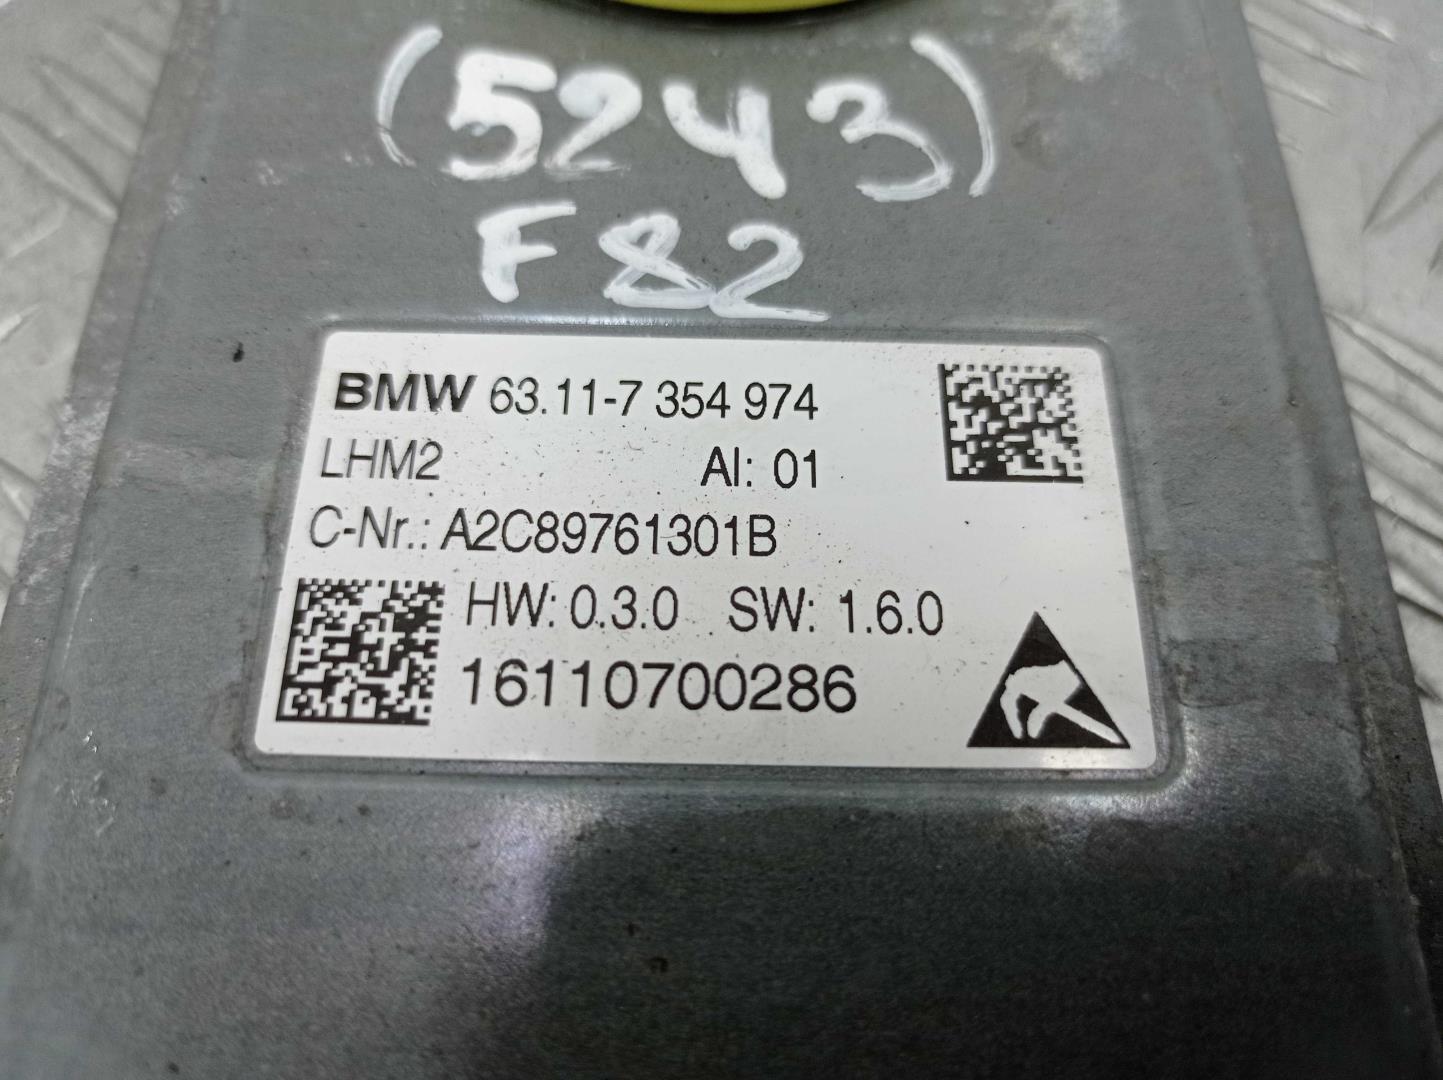 (5243)
F82
BMW 63.11-7 354 974
LHM2 AI: 01
C-Nr.: A2C89761301B
HW: 0.3.0 SW: 1.6.0
16110700286